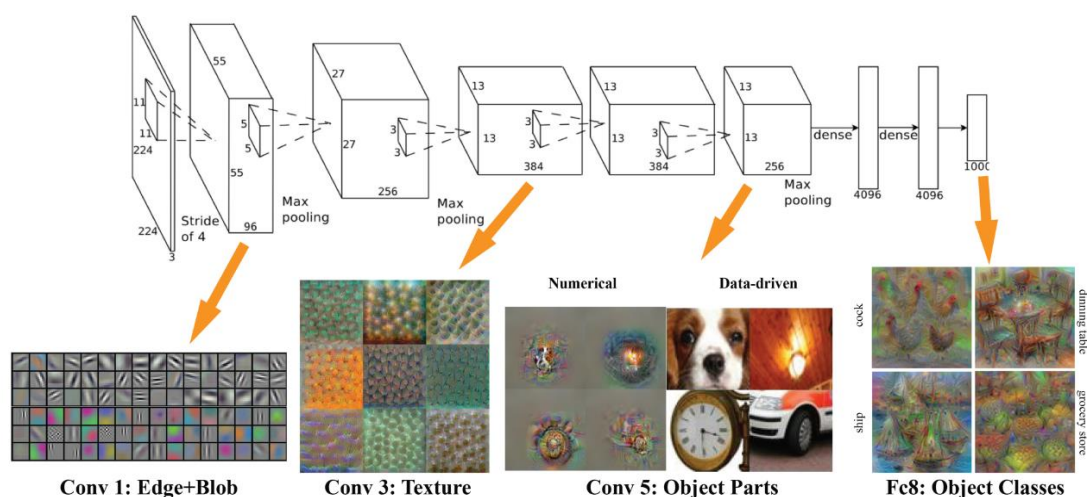 55
27
13
13
13
11
11
5
5
3
3
3
3
3
3
224
55
27
13
13
13
dense
dense
384
384
256
1000
256
Max
pooling
4096
4096
Max
pooling
Max
pooling
Stride
of 4
96
224
3
Numerical
Data-driven
cock
dining table
ship
grocery store
Conv 1: Edge+Blob
Conv 3: Texture
Conv 5: Object Parts
Fc8: Object Classes